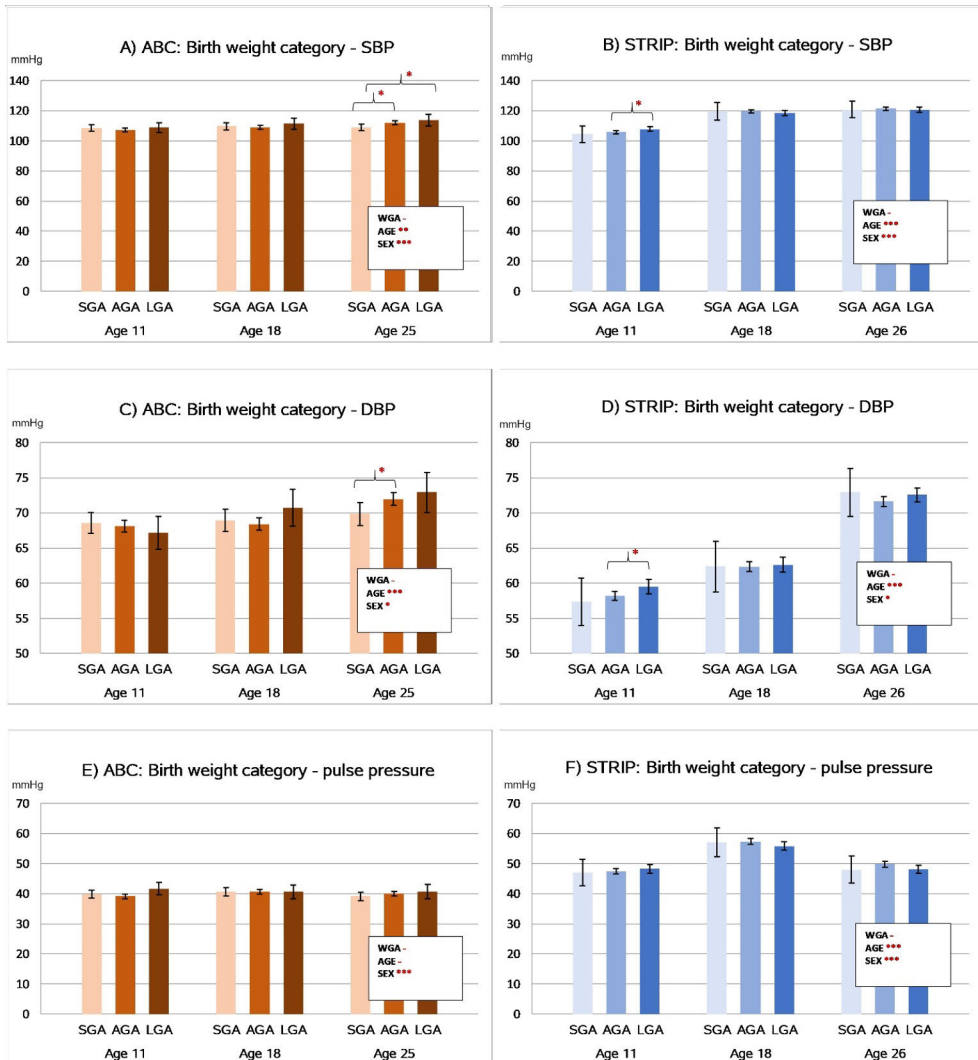 A) ABC: Birth weight category - SBP
mmHg
140
120
100
80
60
40
20
0
*
*
WGA -
AGE **
SEX ***
SGA AGA LGA SGA AGA LGA SGA AGA LGA
Age 11 Age 18 Age 25
B) STRIP: Birth weight category - SBP
mmHg
140
120
100
80
60
40
20
0
*
WGA -
AGE ***
SEX ***
SGA AGA LGA SGA AGA LGA SGA AGA LGA
Age 11 Age 18 Age 26
C) ABC: Birth weight category - DBP
mmHg
80
75
70
65
60
55
50
*
WGA -
AGE ***
SEX *
SGA AGA LGA SGA AGA LGA SGA AGA LGA
Age 11 Age 18 Age 25
D) STRIP: Birth weight category - DBP
mmHg
80
75
70
65
60
55
50
*
WGA -
AGE ***
SEX *
SGA AGA LGA SGA AGA LGA SGA AGA LGA
Age 11 Age 18 Age 26
E) ABC: Birth weight category - pulse pressure
mmHg
70
60
50
40
30
20
10
0
WGA -
AGE -
SEX ***
SGA AGA LGA SGA AGA LGA SGA AGA LGA
Age 11 Age 18 Age 25
F) STRIP: Birth weight category - pulse pressure
mmHg
70
60
50
40
30
20
10
0
WGA -
AGE ***
SEX ***
SGA AGA LGA SGA AGA LGA SGA AGA LGA
Age 11 Age 18 Age 26